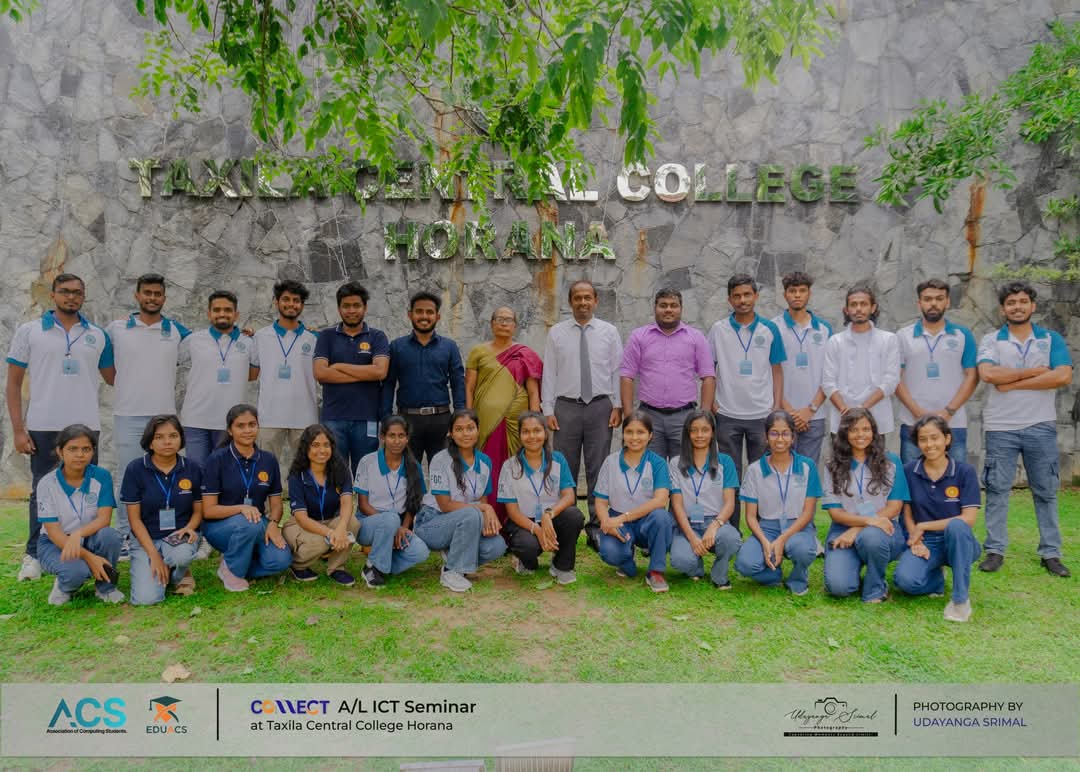 TAXILA CENTRAL COLLEGE
HORANA
ACS
Association of Computing Students.
EDUACS
CONNECT A/L ICT Seminar
at Taxila Central College Horana
Udayanga Srimal
Photography
PHOTOGRAPHY BY
UDAYANGA SRIMAL